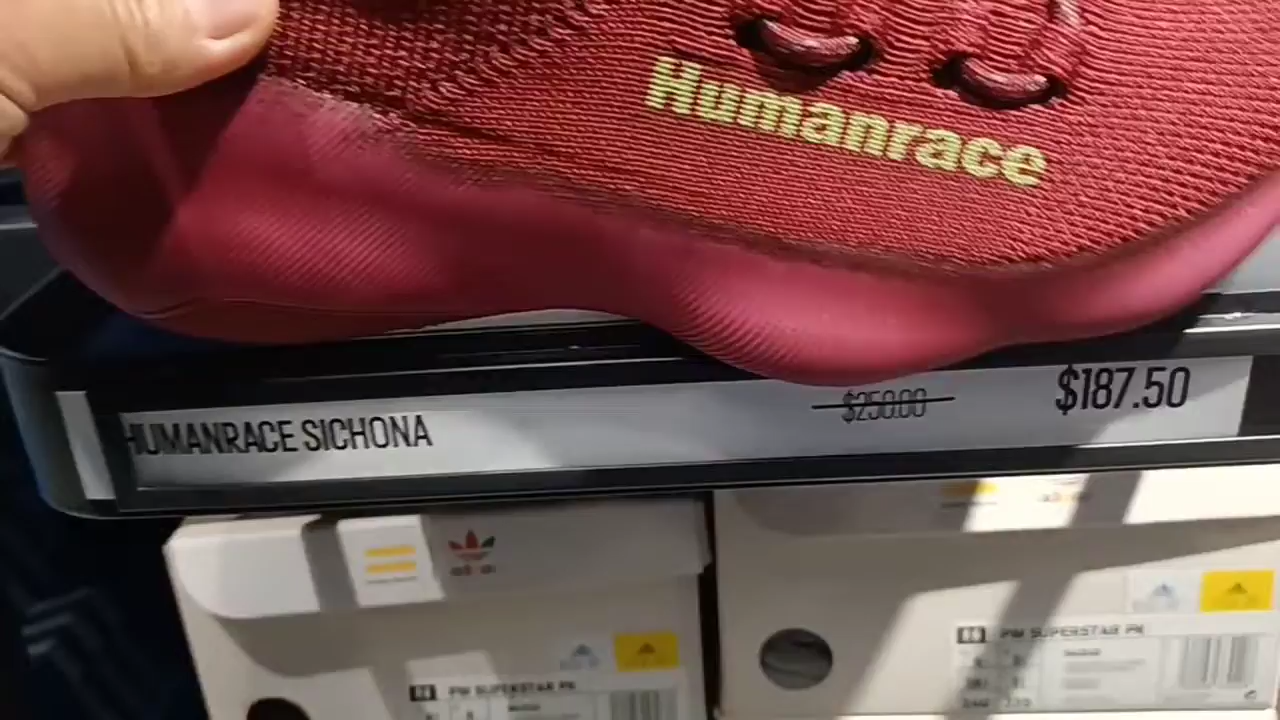 Humanrace
HUMANRACE SICHONA
$250.00
$187.50
PW SUPERSTAR PK
PW SUPERSTAR PK